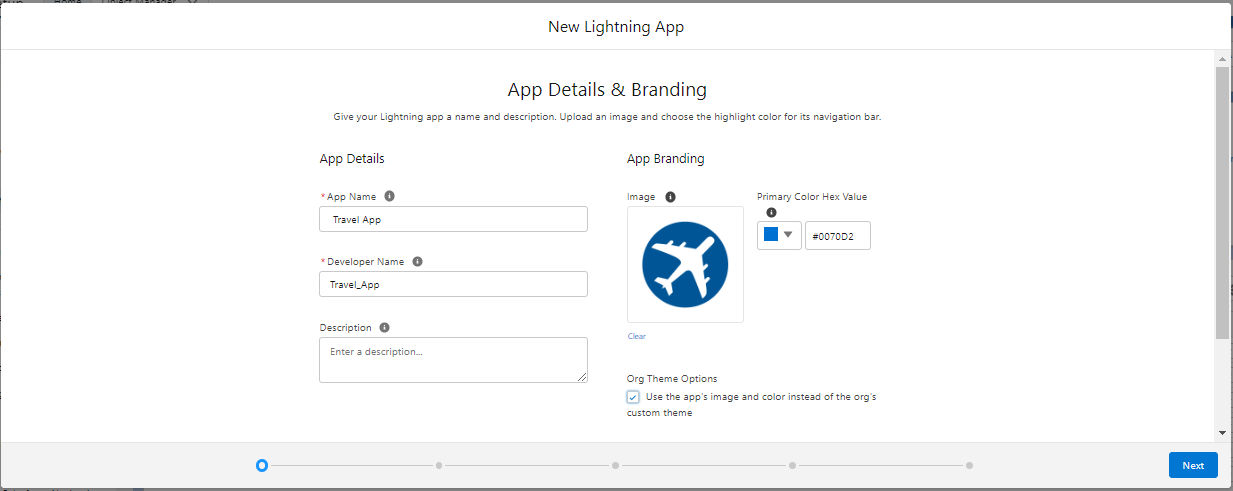 Home
Object Manager
New Lightning App
App Details & Branding
Give your Lightning app a name and description. Upload an image and choose the highlight color for its navigation bar.
App Details
* App Name
Travel App
* Developer Name
Travel_App
Description
Enter a description...
App Branding
Image
Clear
Primary Color Hex Value
#0070D2
Org Theme Options
Use the app's image and color instead of the org's
custom theme
Next